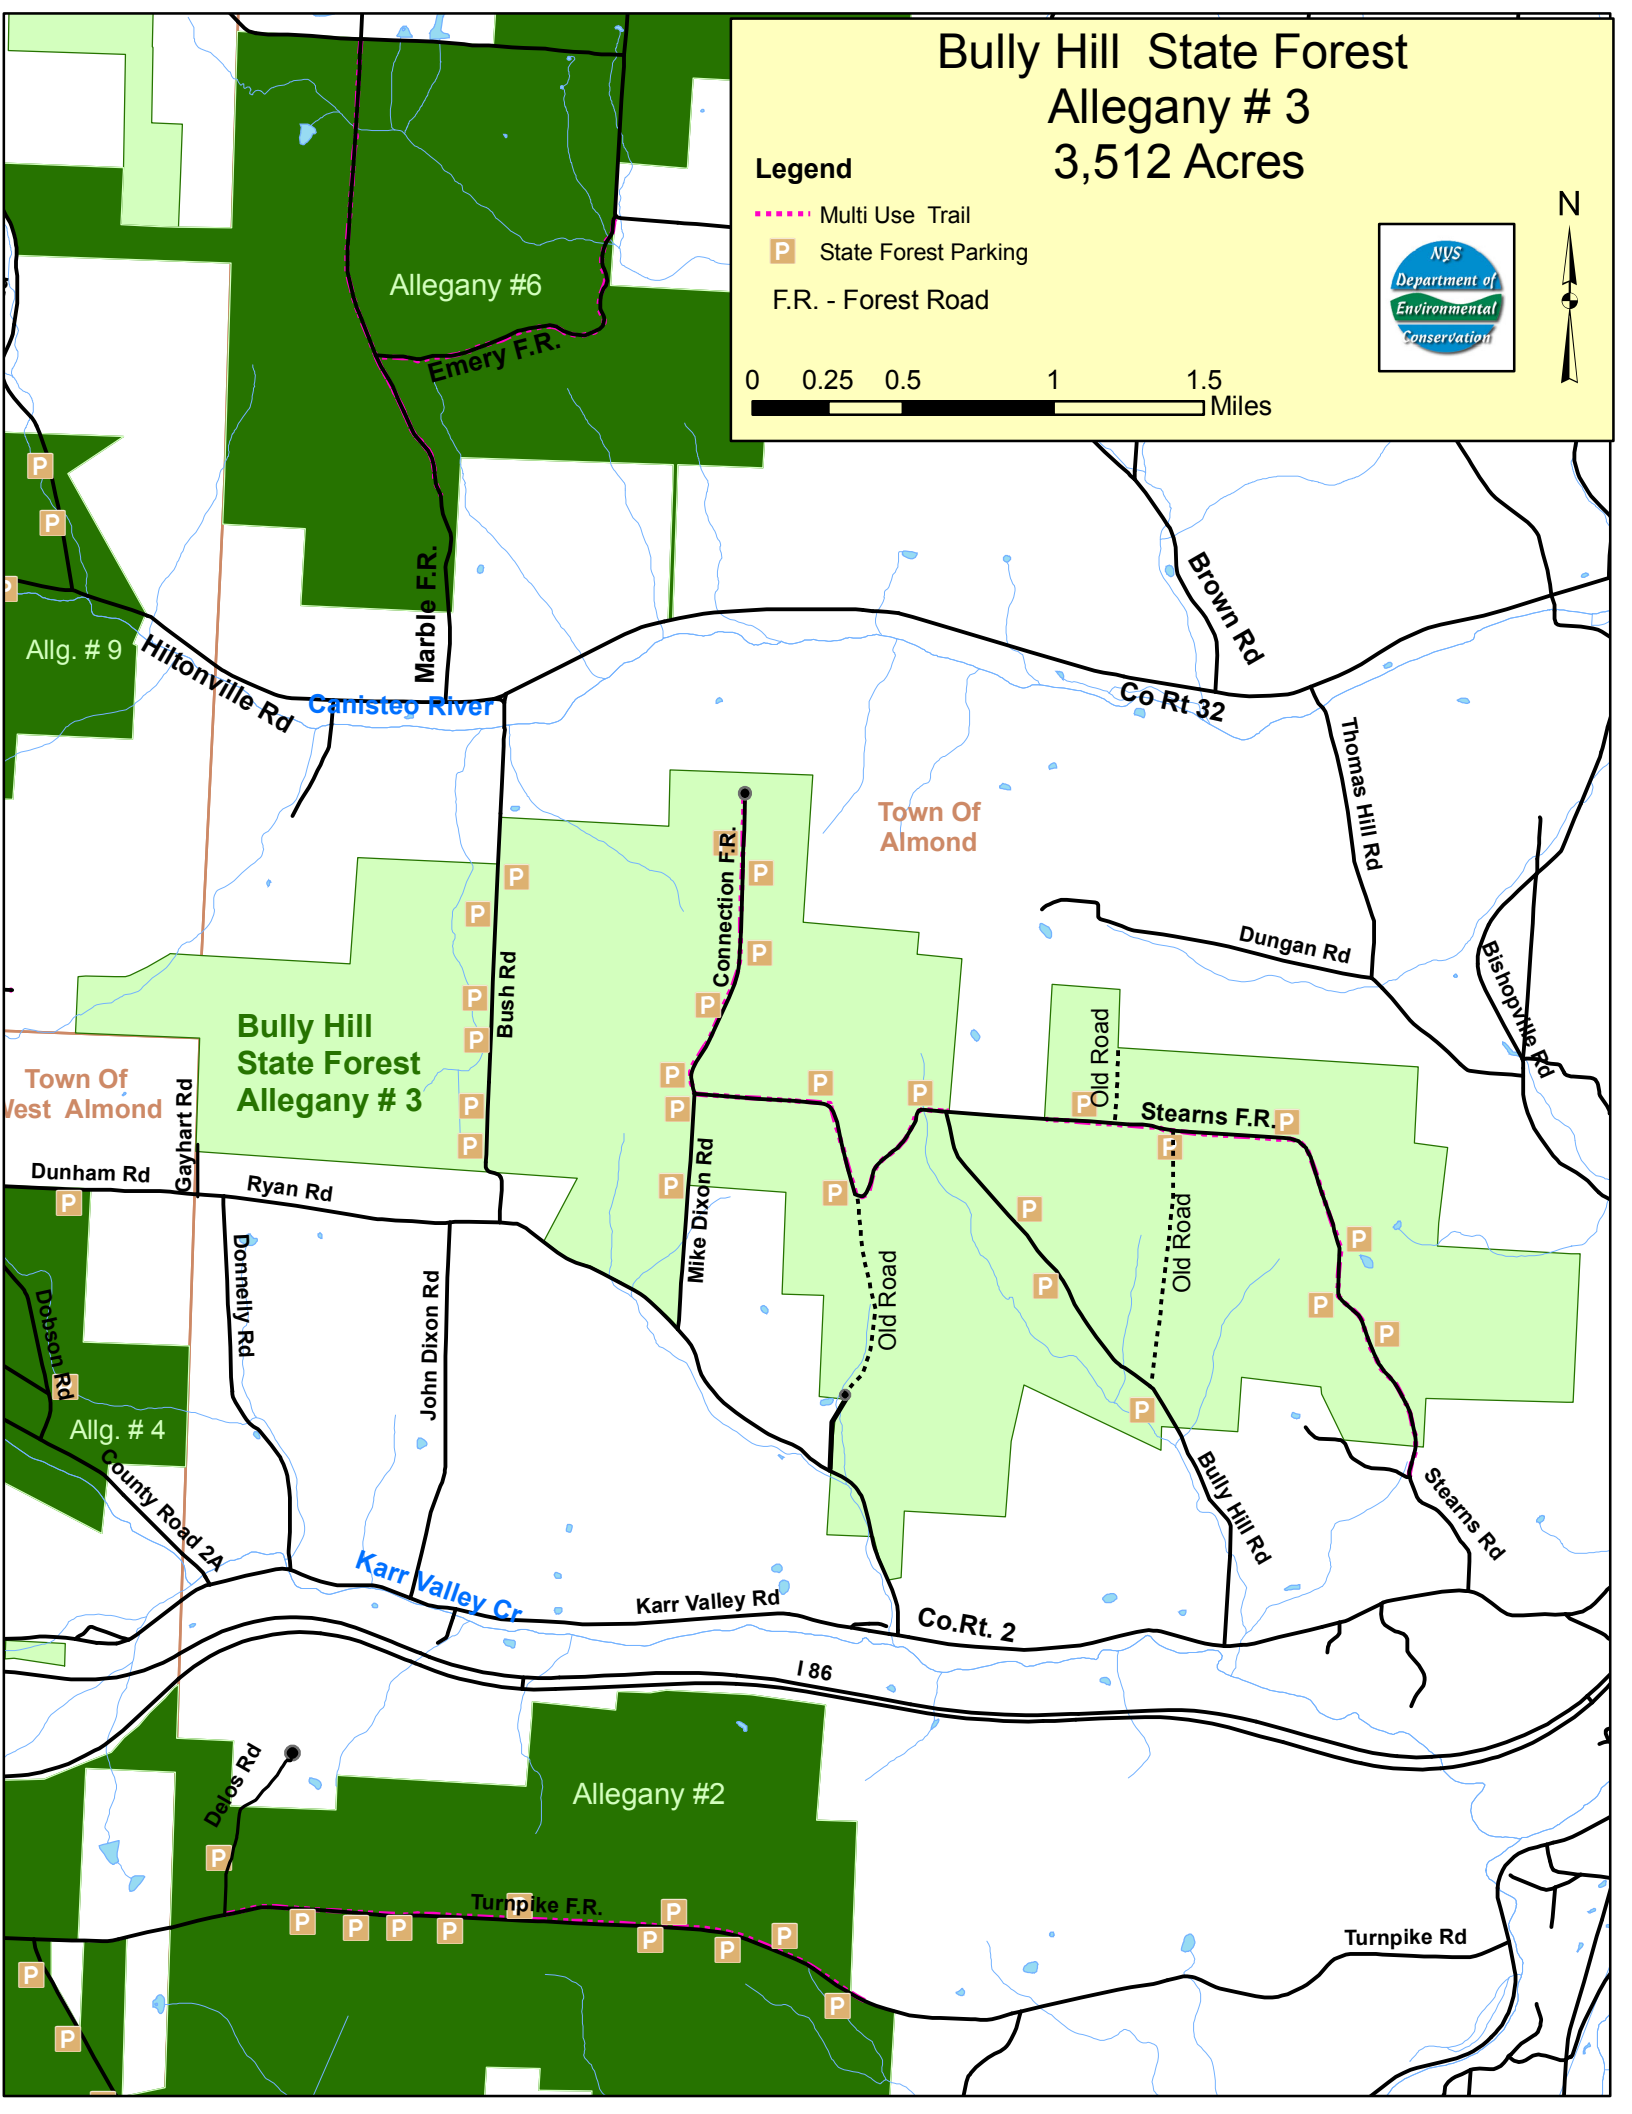 Bully Hill State Forest
Allegany # 3
3,512 Acres
Legend
Multi Use Trail
P State Forest Parking
F.R. - Forest Road
N
NYS
Department of
Environmental
Conservation
0 0.25 0.5 1 1.5
Miles
Allegany #6
Emery F.R.
P
P
P
Marble F.R.
Brown Rd
Allg. # 9
Hiltonville Rd
Canisteo River
Co Rt 32
Thomas Hill Rd
Town Of
Almond
P
Connection F.R.
P
P
P
P
P
Bush Rd
P
P
P
Dungan Rd
Bishopville Rd
Bully Hill
State Forest
Allegany # 3
Old Road
Town Of
West Almond
Gayhart Rd
P
P
P
P
P
P
P
Stearns F.R.
P
P
P
Mike Dixon Rd
Dunham Rd
Ryan Rd
P
P
P
P
Old Road
P
Donnelly Rd
John Dixon Rd
Old Road
P
P
P
Dobson Rd
P
P
P
Allg. # 4
County Road 2A
Bully Hill Rd
Stearns Rd
Karr Valley Cr
Karr Valley Rd
Co.Rt. 2
I 86
Delos Rd
Allegany #2
P
Turnpike F.R.
P
P
P
P
P
P
P
P
P
P
Turnpike Rd
P
P